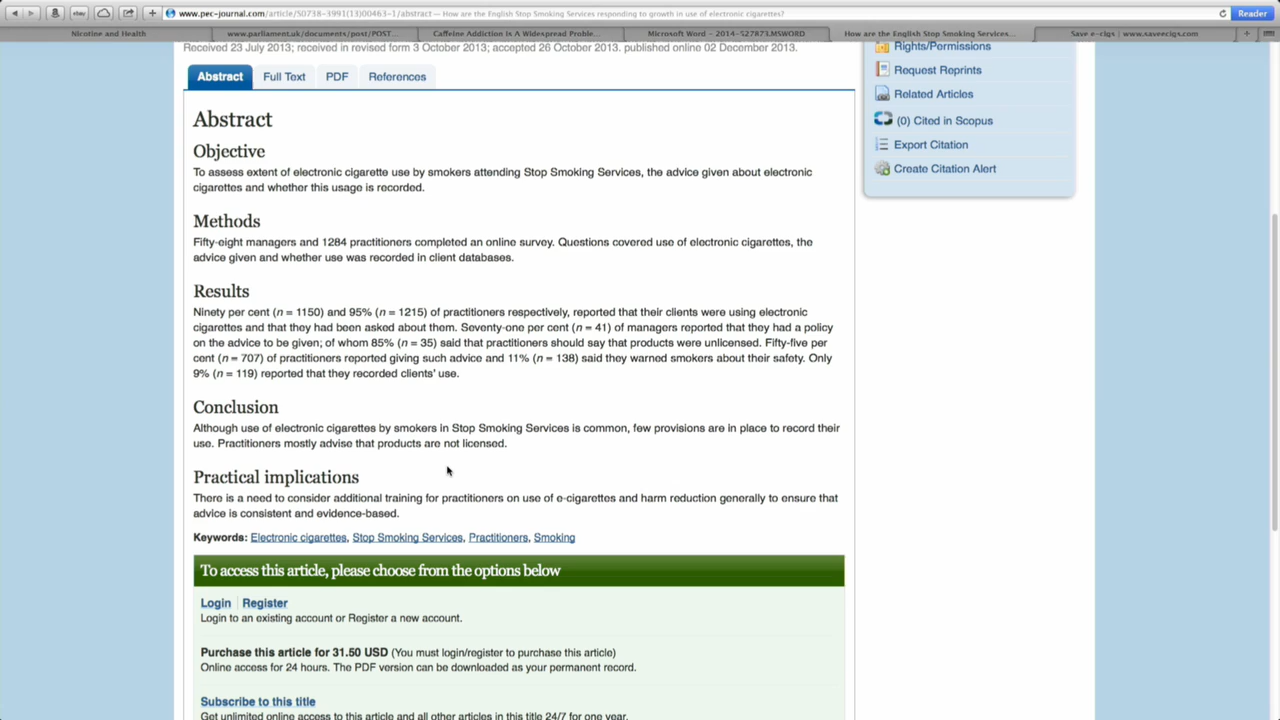 www.pec-journal.com/article/S0738-3991(13)00463-1/abstract — How are the English Stop Smoking Services responding to growth in use of electronic cigarettes?
Reader
Nicotine and Health
www.parliament.uk/documents/post/POST...
Caffeine Addiction Is A Widespread Proble...
Microsoft Word - 2014-527873.MSWORD
How are the English Stop Smoking Services...
Save e-cigs | www.saveecigs.com
Received 23 July 2013; received in revised form 3 October 2013; accepted 26 October 2013. published online 02 December 2013.
Abstract
Full Text
PDF
References
Rights/Permissions
Request Reprints
Related Articles
(0) Cited in Scopus
Export Citation
Create Citation Alert
Abstract
Objective
To assess extent of electronic cigarette use by smokers attending Stop Smoking Services, the advice given about electronic
cigarettes and whether this usage is recorded.
Methods
Fifty-eight managers and 1284 practitioners completed an online survey. Questions covered use of electronic cigarettes, the
advice given and whether use was recorded in client databases.
Results
Ninety per cent (n = 1150) and 95% (n = 1215) of practitioners respectively, reported that their clients were using electronic
cigarettes and that they had been asked about them. Seventy-one per cent (n = 41) of managers reported that they had a policy
on the advice to be given; of whom 85% (n = 35) said that practitioners should say that products were unlicensed. Fifty-five per
cent (n = 707) of practitioners reported giving such advice and 11% (n = 138) said they warned smokers about their safety. Only
9% (n = 119) reported that they recorded clients' use.
Conclusion
Although use of electronic cigarettes by smokers in Stop Smoking Services is common, few provisions are in place to record their
use. Practitioners mostly advise that products are not licensed.
Practical implications
There is a need to consider additional training for practitioners on use of e-cigarettes and harm reduction generally to ensure that
advice is consistent and evidence-based.
Keywords: Electronic cigarettes, Stop Smoking Services, Practitioners, Smoking
To access this article, please choose from the options below
Login | Register
Login to an existing account or Register a new account.
Purchase this article for 31.50 USD (You must login/register to purchase this article)
Online access for 24 hours. The PDF version can be downloaded as your permanent record.
Subscribe to this title
Get unlimited online access to this article and all other articles in this title 24/7 for one year.